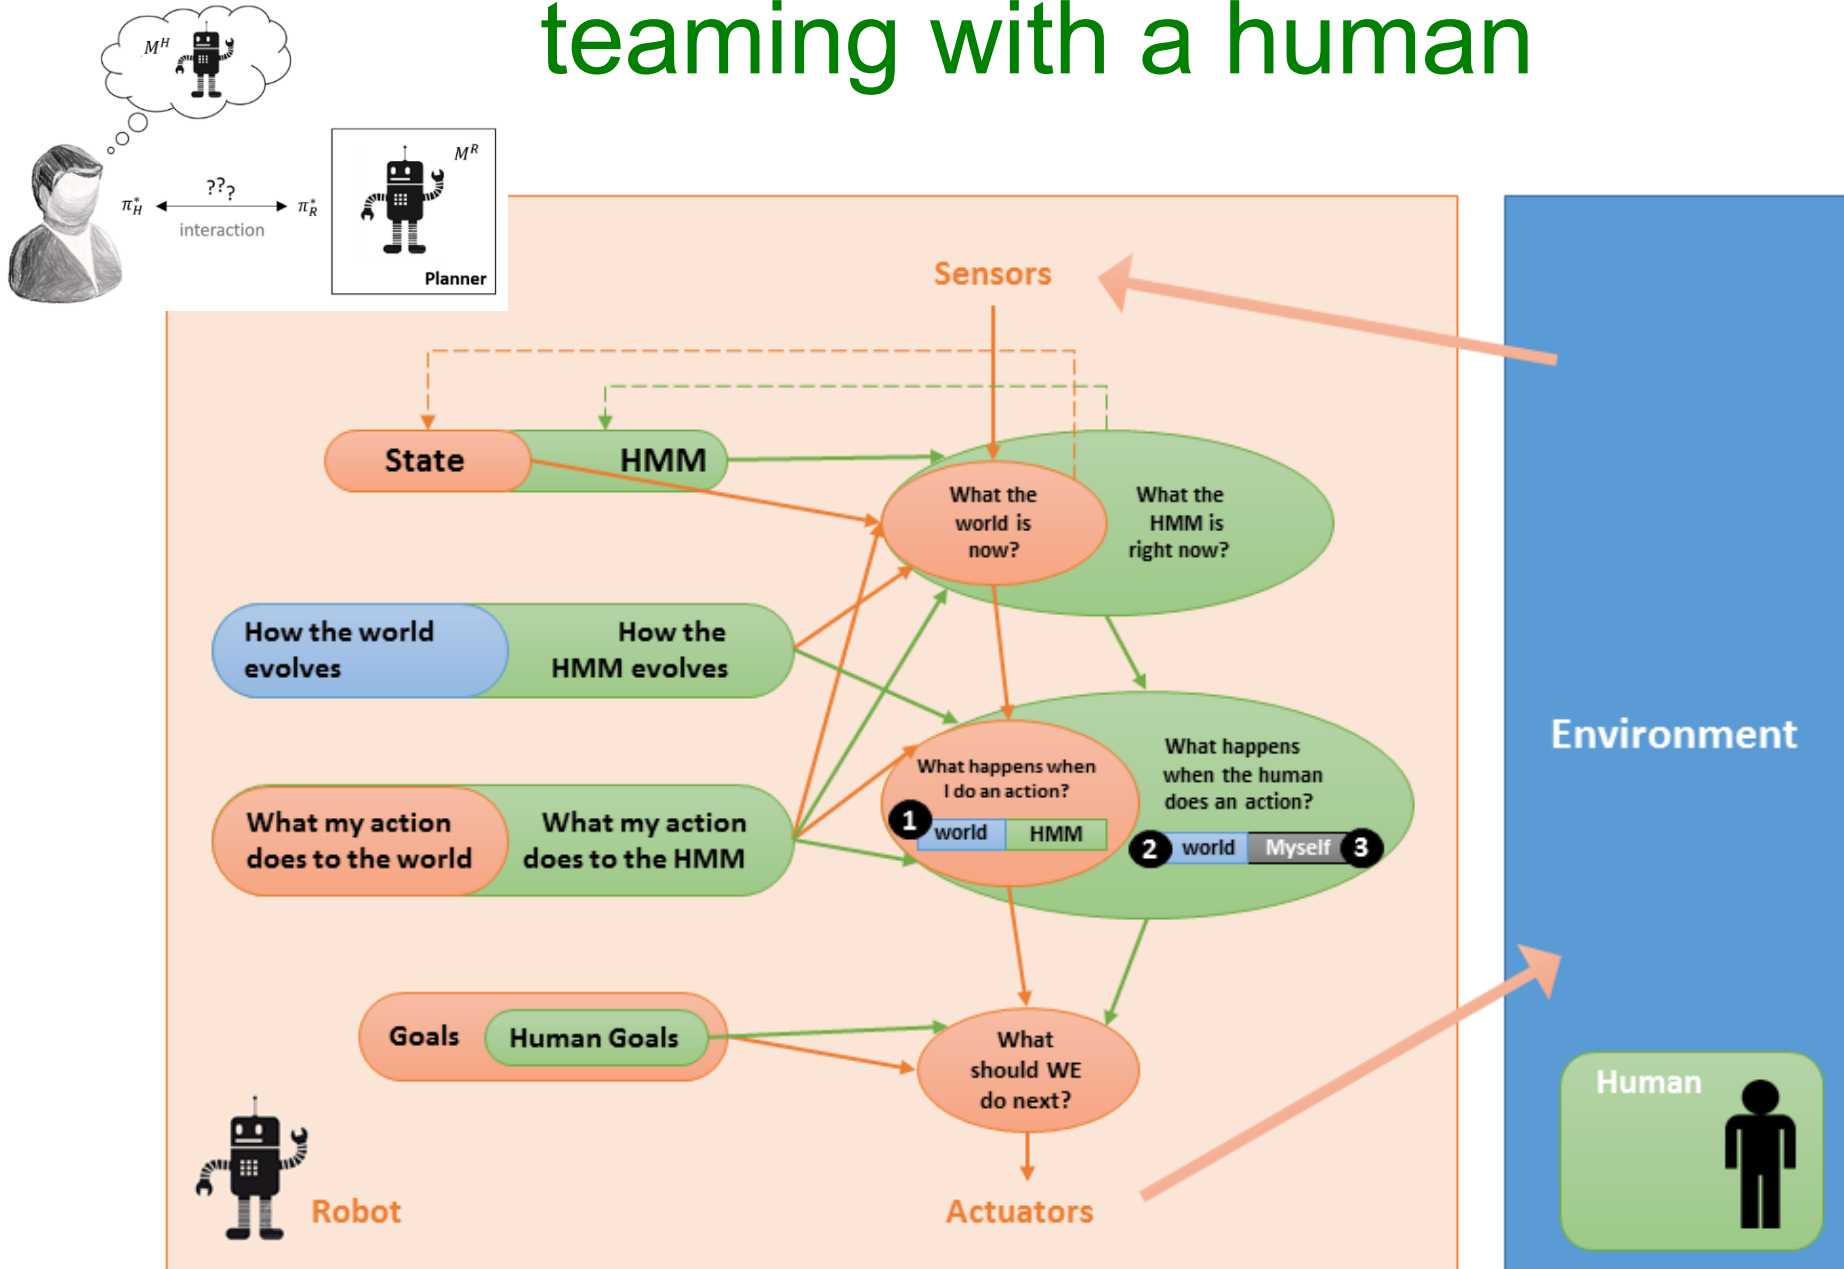 teaming with a human
M^H
M^R
π*_H
???
π*_R
interaction
Planner
Sensors
State
HMM
What the
world is
now?
What the
HMM is
right now?
How the world
evolves
How the
HMM evolves
What happens when
I do an action?
1
world
HMM
What happens
when the human
does an action?
2
world
Myself
3
What my action
does to the world
What my action
does to the HMM
Goals
Human Goals
What
should WE
do next?
Robot
Actuators
Environment
Human